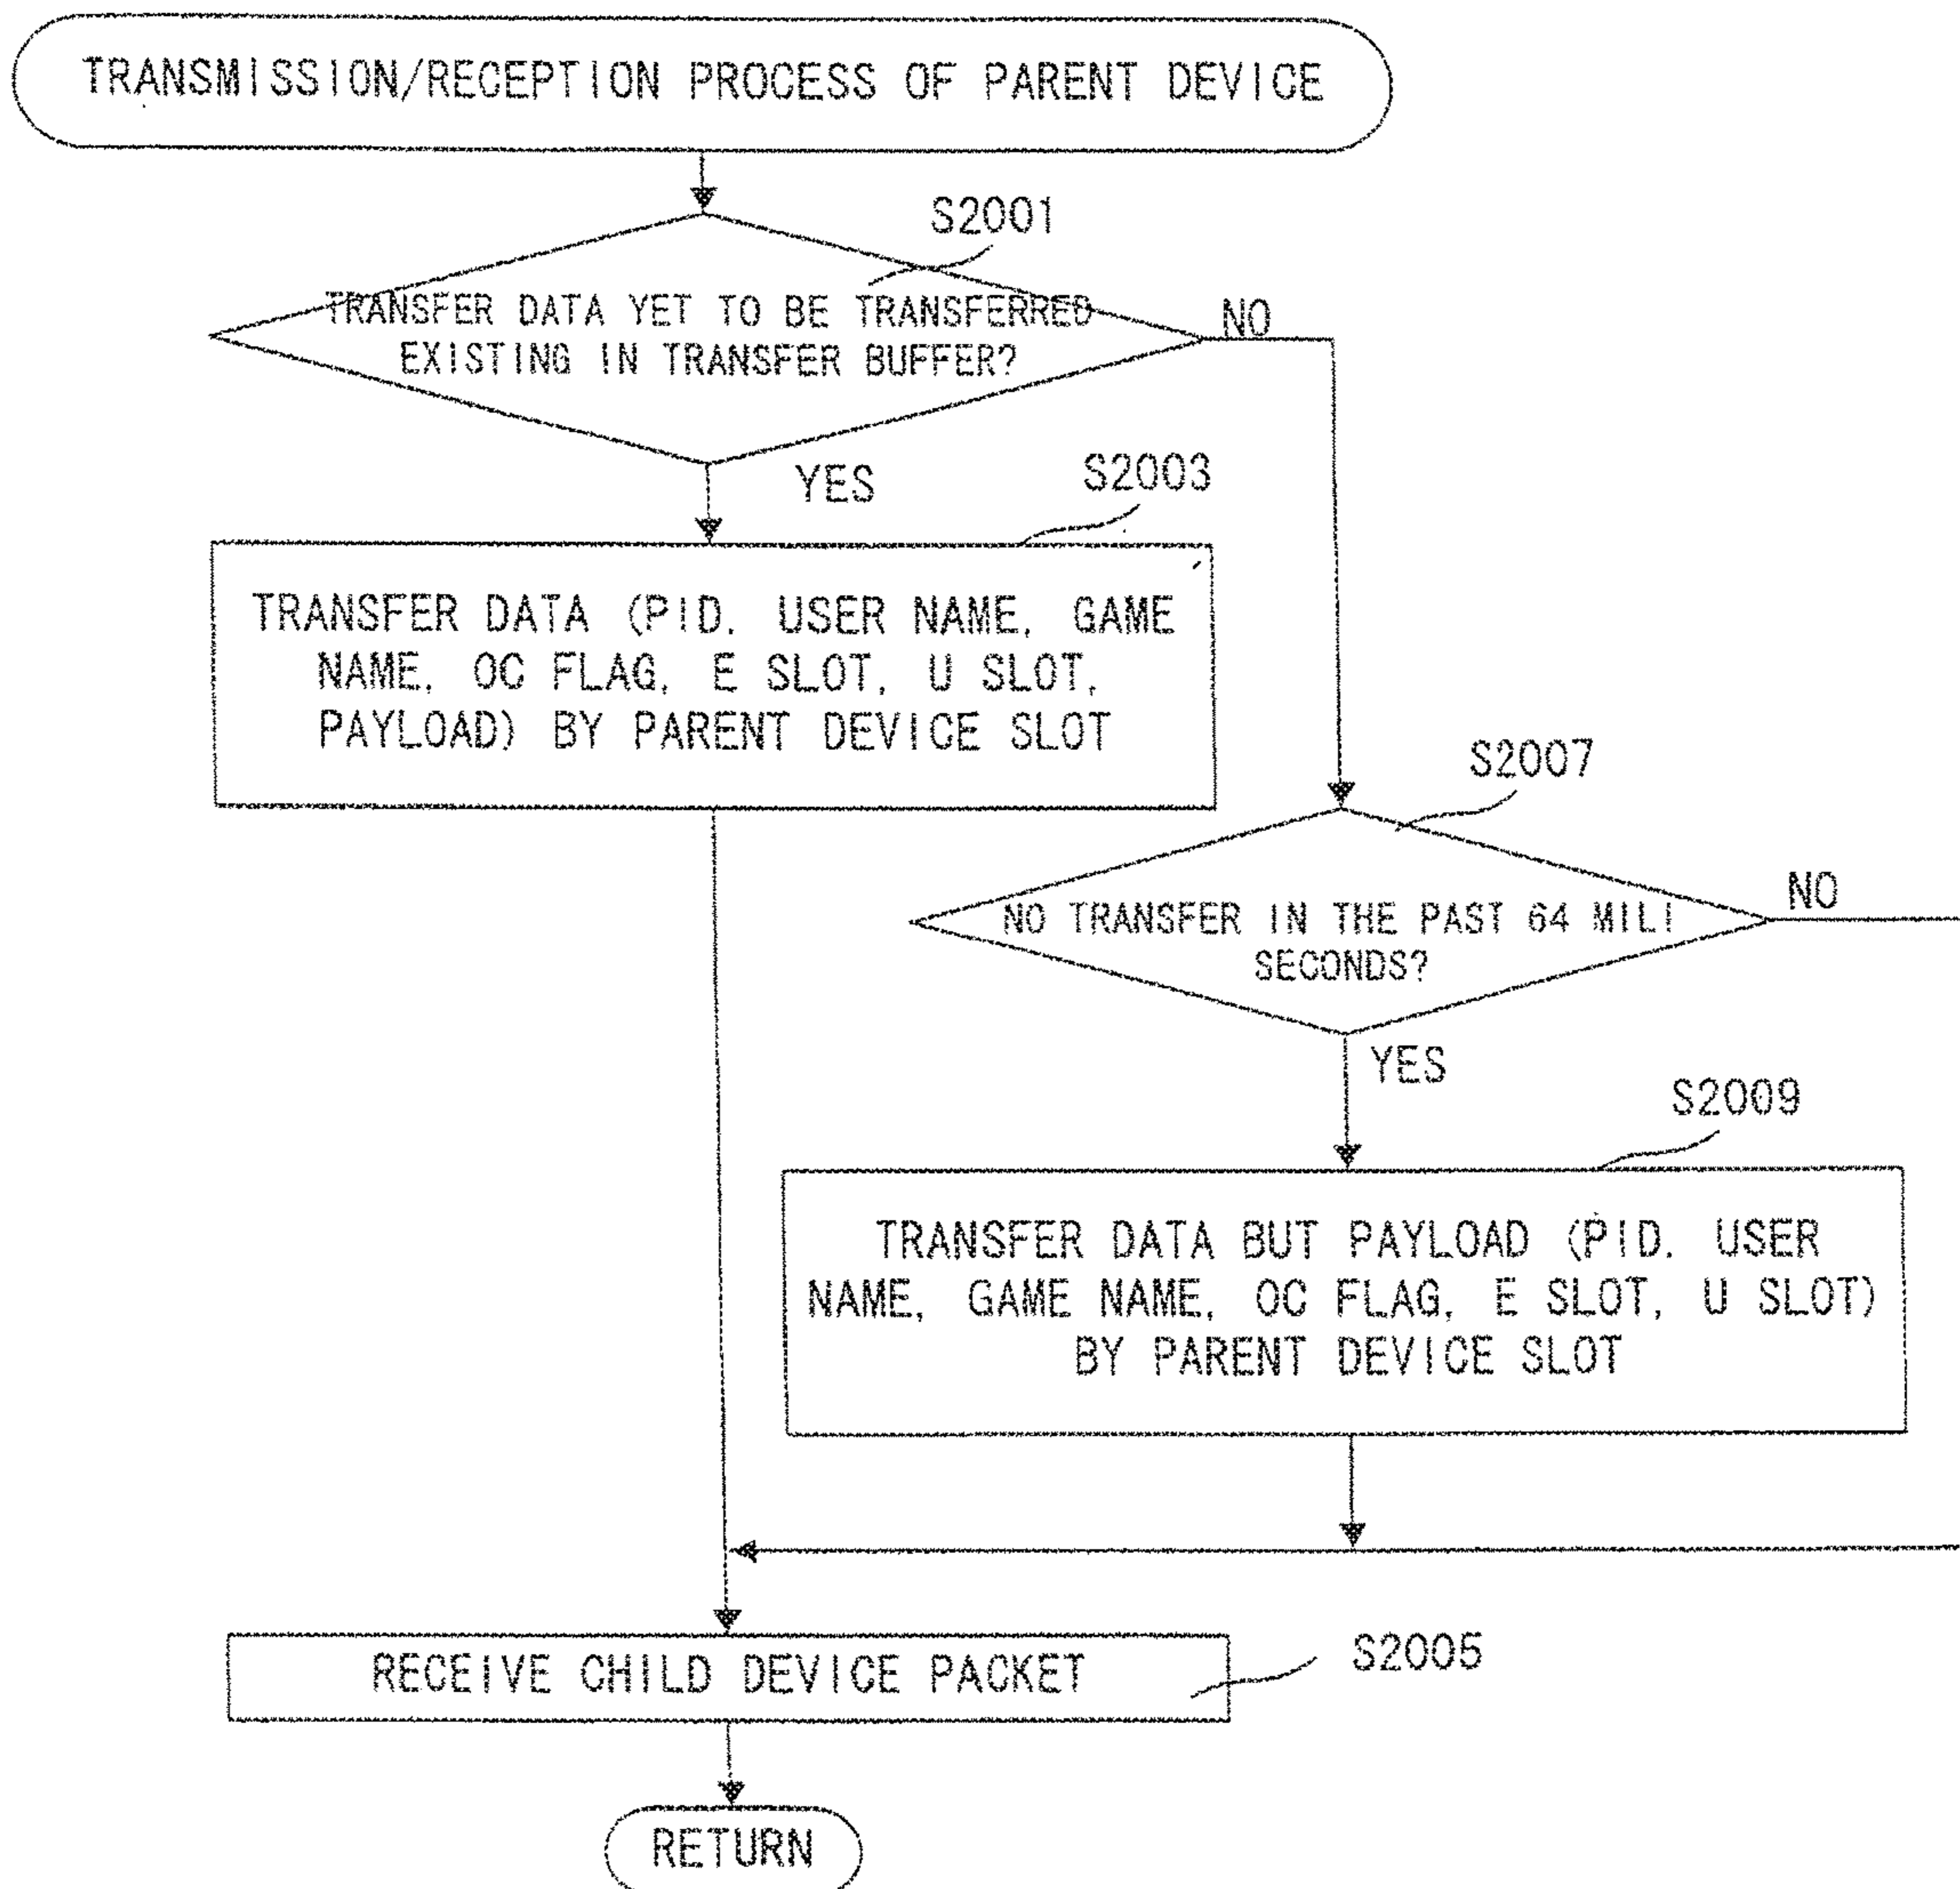 TRANSMISSION/RECEPTION PROCESS OF PARENT DEVICE
S2001
TRANSFER DATA YET TO BE TRANSFERRED
EXISTING IN TRANSFER BUFFER?
NO
YES
S2003
TRANSFER DATA (PID. USER NAME, GAME
NAME, OC FLAG, E SLOT, U SLOT,
PAYLOAD) BY PARENT DEVICE SLOT
S2007
NO TRANSFER IN THE PAST 64 MILI
SECONDS?
NO
YES
S2009
TRANSFER DATA BUT PAYLOAD (PID. USER
NAME, GAME NAME, OC FLAG, E SLOT, U SLOT)
BY PARENT DEVICE SLOT
RECEIVE CHILD DEVICE PACKET
S2005
RETURN